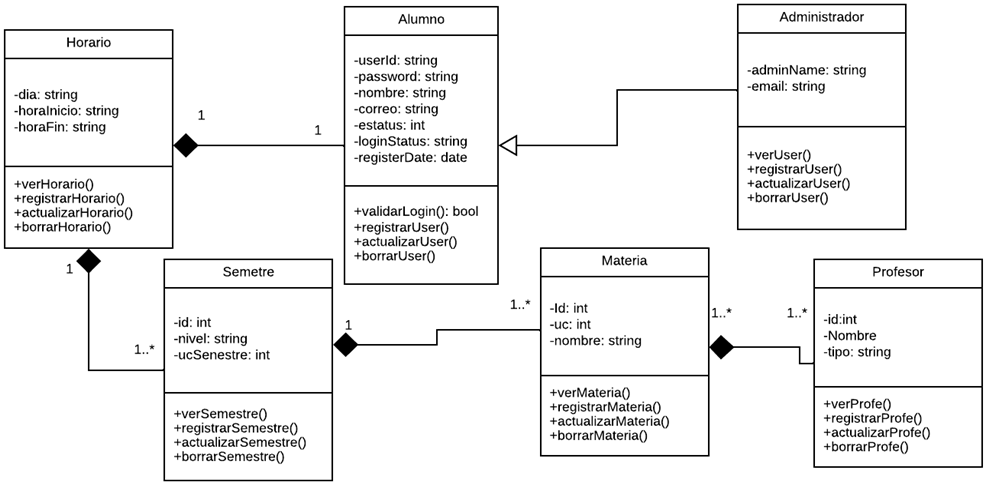 Horario
-dia: string
-horaInicio: string
-horaFin: string
+verHorario()
+registrarHorario()
+actualizarHorario()
+borrarHorario()
1
1
Alumno
-userId: string
-password: string
-nombre: string
-correo: string
-estatus: int
-loginStatus: string
-registerDate: date
+validarLogin(): bool
+registrarUser()
+actualizarUser()
+borrarUser()
Administrador
-adminName: string
-email: string
+verUser()
+registrarUser()
+actualizarUser()
+borrarUser()
1
1..*
Semetre
-id: int
-nivel: string
-ucSenestre: int
+verSemestre()
+registrarSemestre()
+actualizarSemestre()
+borrarSemestre()
1
1..*
Materia
-Id: int
-uc: int
-nombre: string
+verMateria()
+registrarMateria()
+actualizarMateria()
+borrarMateria()
1..*
1..*
Profesor
-id:int
-Nombre
-tipo: string
+verProfe()
+registrarProfe()
+actualizarProfe()
+borrarProfe()